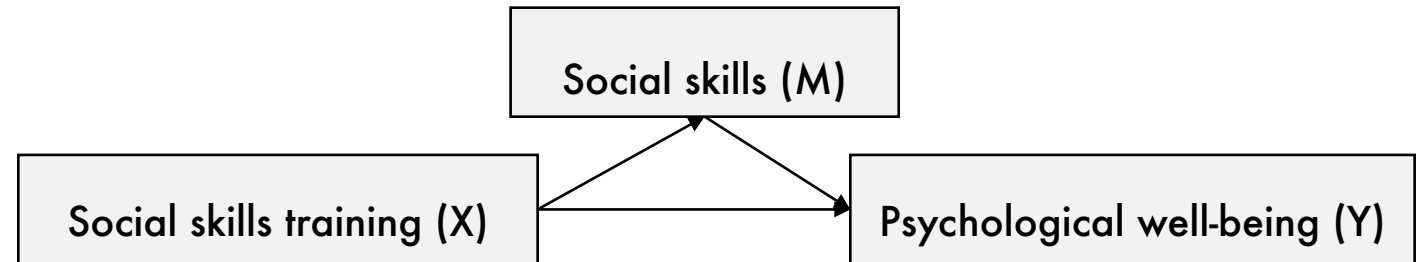 Social skills (M)
Social skills training (X)
Psychological well-being (Y)